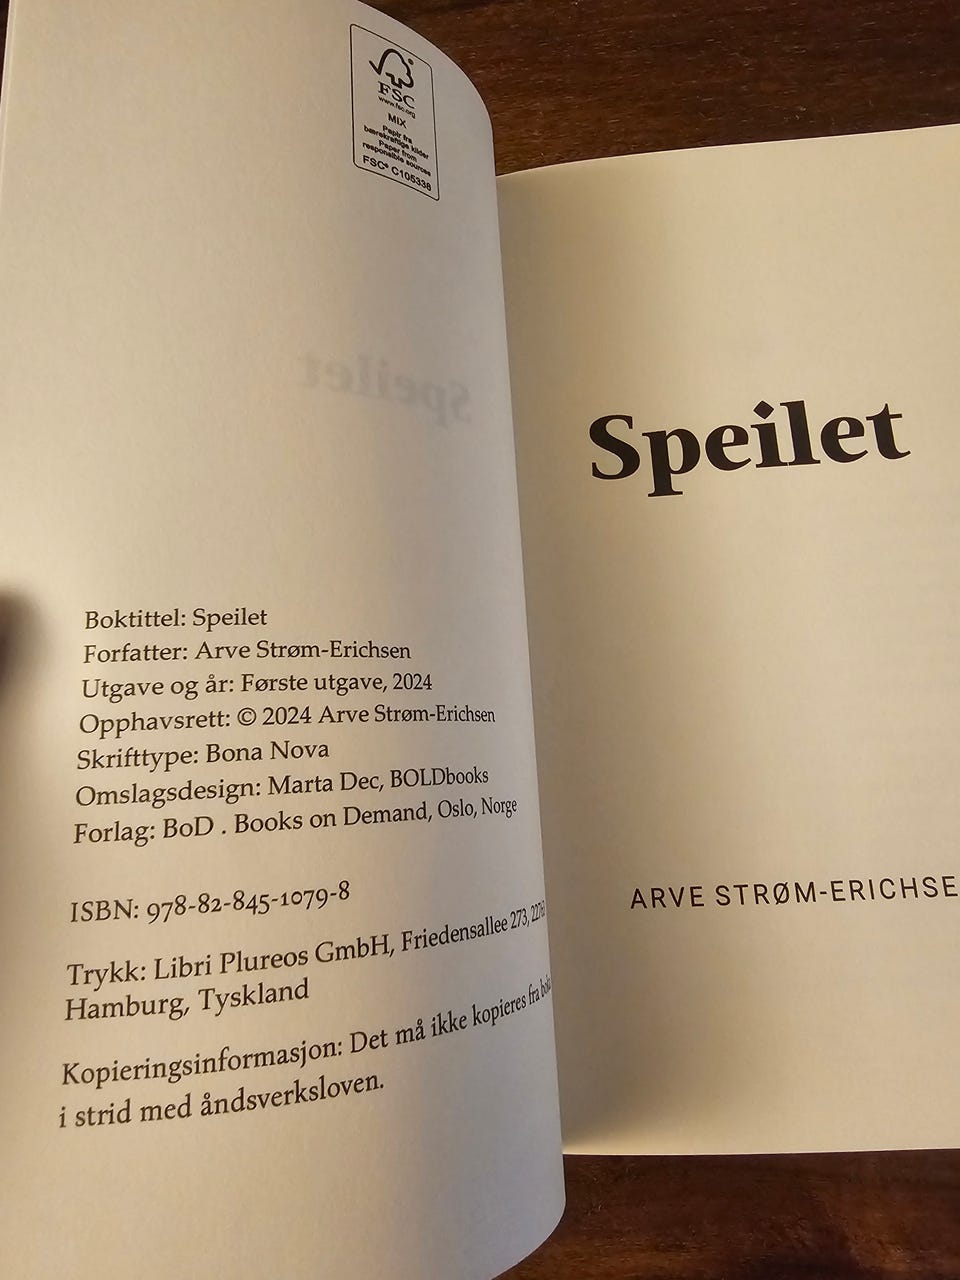 FSC
www.fsc.org
MIX
Papir fra
bærekraftige kilder
Paper from
responsible sources
FSC® C105338
Boktittel: Speilet
Forfatter: Arve Strøm-Erichsen
Utgave og år: Første utgave, 2024
Opphavsrett: © 2024 Arve Strøm-Erichsen
Skrifttype: Bona Nova
Omslagsdesign: Marta Dec, BOLDbooks
Forlag: BoD . Books on Demand, Oslo, Norge
ISBN: 978-82-845-1079-8
Trykk: Libri Plureos GmbH, Friedensallee 273,
Hamburg, Tyskland
Kopieringsinformasjon: Det må ikke kopieres fra
i strid med åndsverksloven.
Speilet
ARVE STRØM-ERICHSE